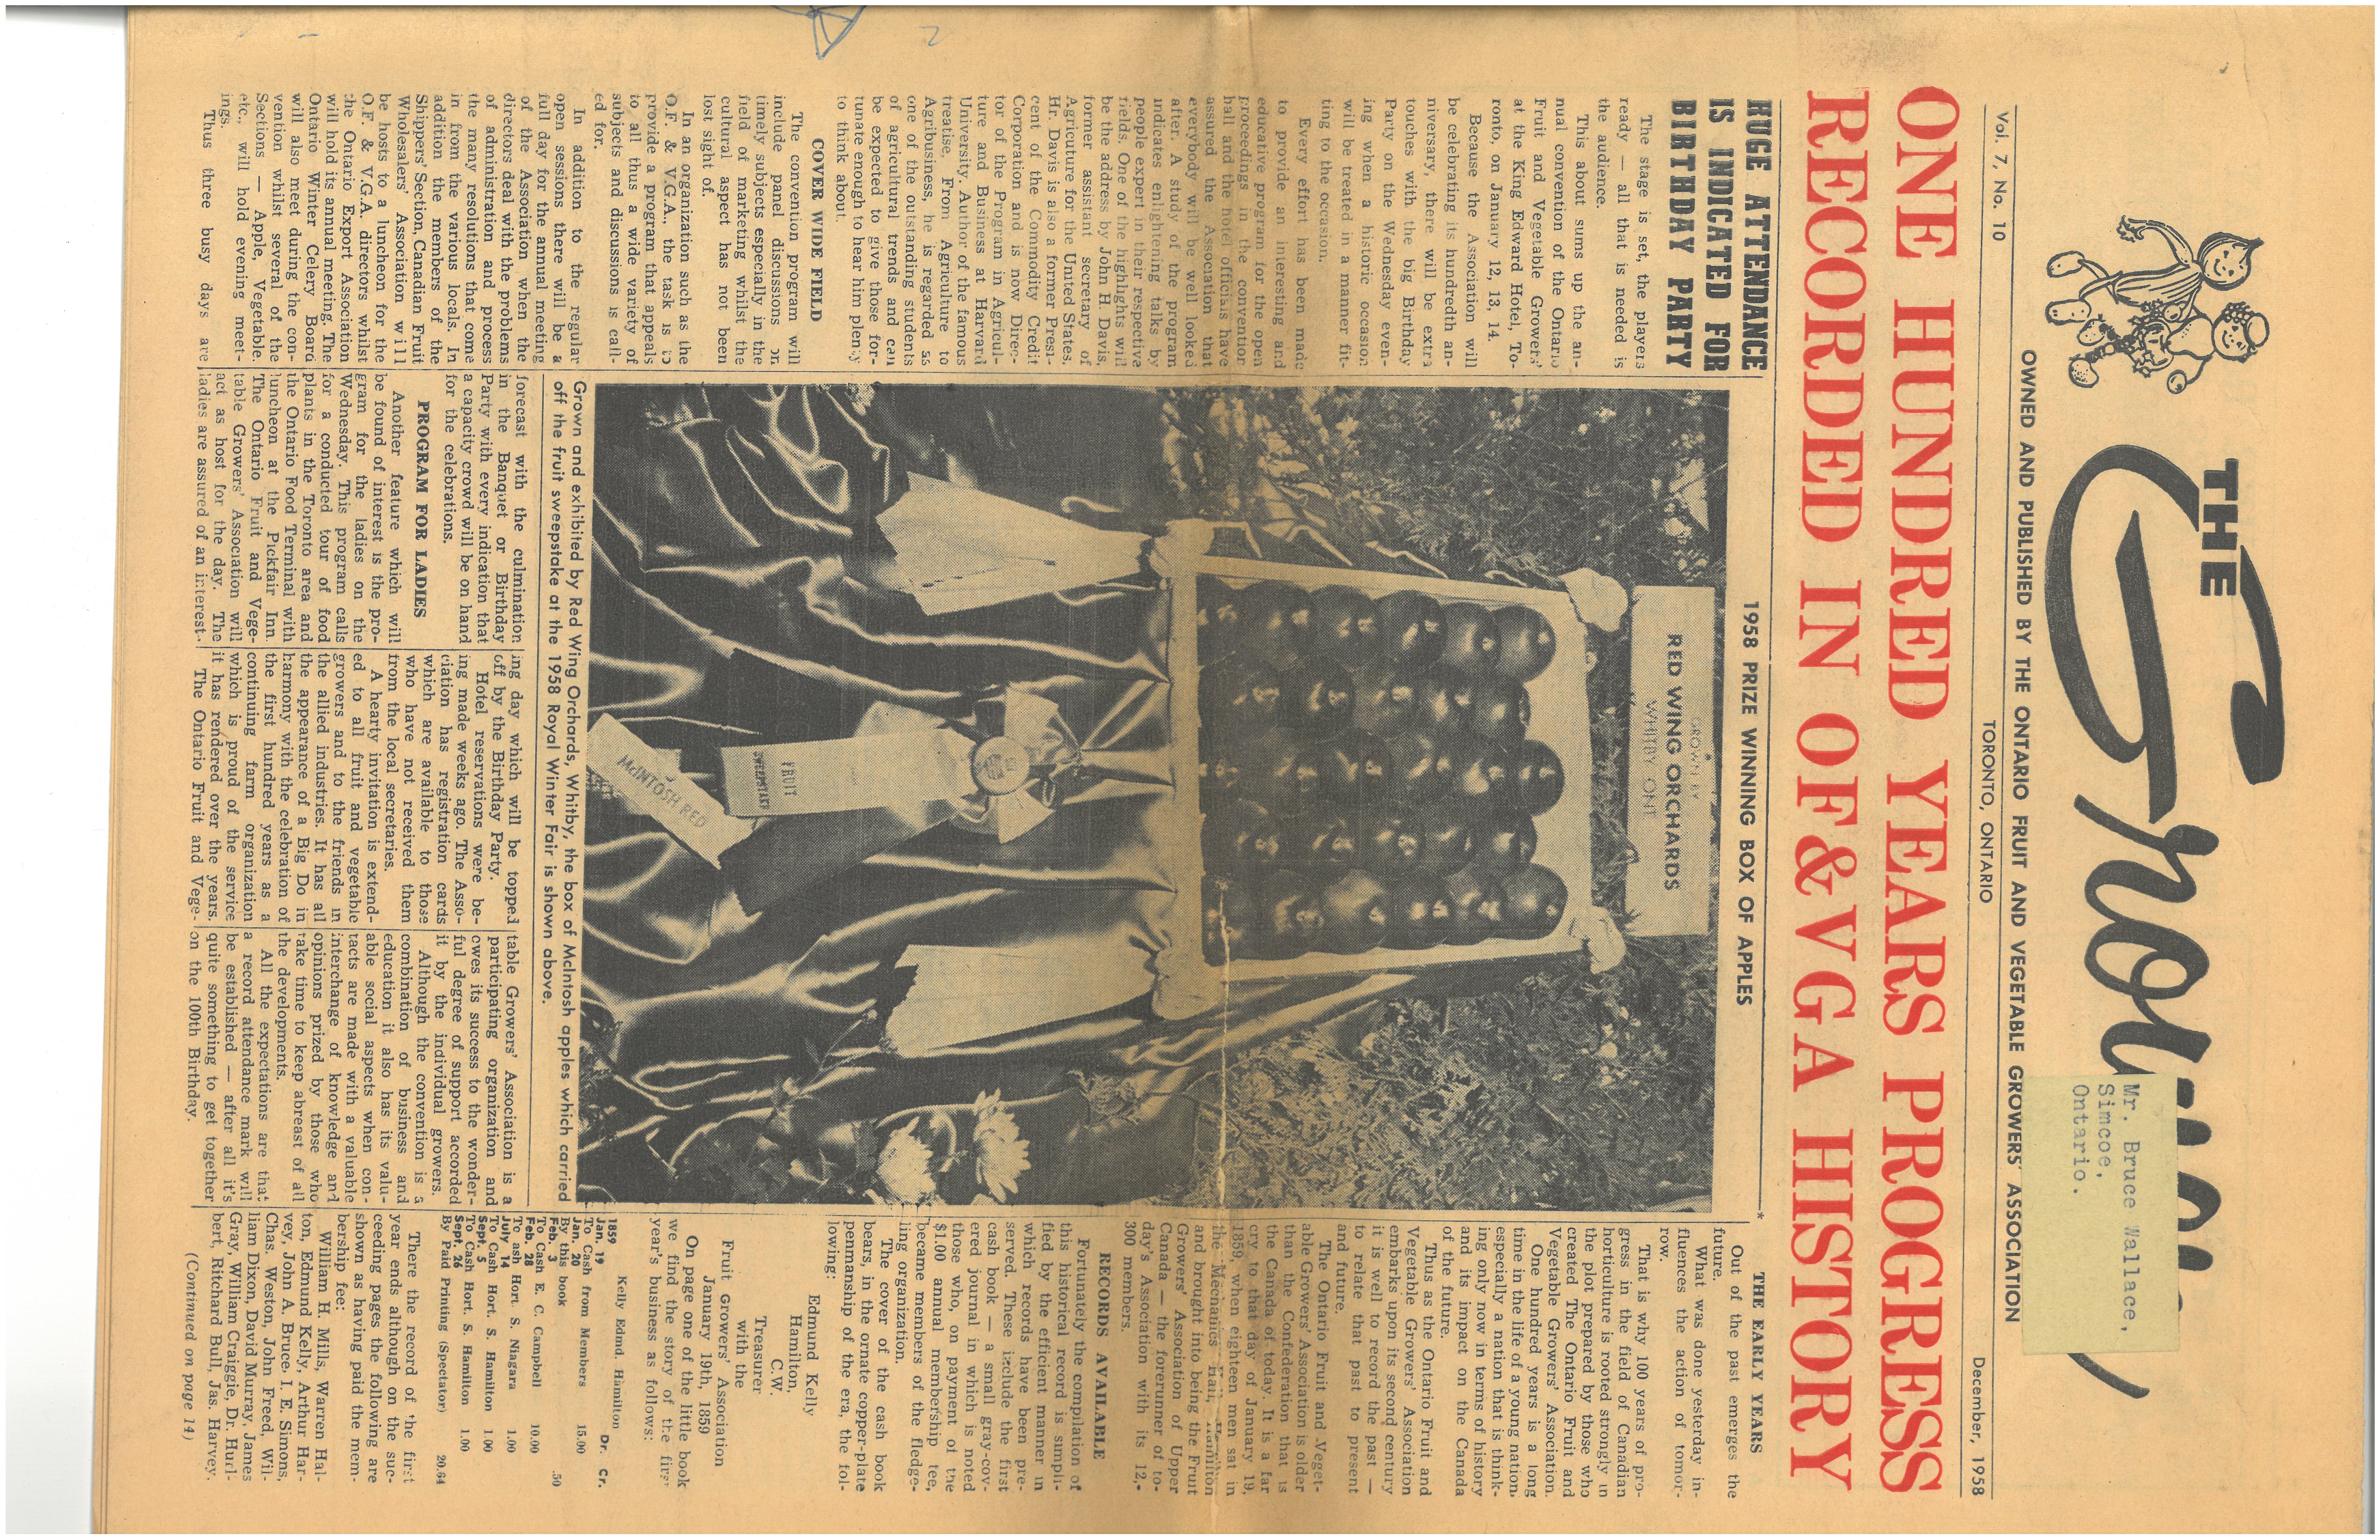 THE
Mr. Bruce Wallace,
Simcoe,
Ontario.
OWNED AND PUBLISHED BY THE ONTARIO FRUIT AND VEGETABLE GROWERS' ASSOCIATION
Vol. 7, No. 10
TORONTO, ONTARIO
December, 1958
ONE HUNDRED YEARS PROGRESS
RECORDED IN OF&VGA HISTORY
HUGE ATTENDANCE
IS INDICATED FOR
BIRTHDAY PARTY
The stage is set, the players
ready — all that is needed is
the audience.
This about sums up the an-
nual convention of the Ontario
Fruit and Vegetable Growers'
at the King Edward Hotel, To-
ronto, on January 12, 13, 14.
Because the Association will
be celebrating its hundredth an-
niversary, there will be extra
touches with the big Birthday
Party on the Wednesday even-
ing when a historic occasion
will be treated in a manner fit-
ting to the occasion.
Every effort has been made
to provide an interesting and
educative program for the open
proceedings in the convention
hall and the hotel officials have
assured the Association that
everybody will be well looked
after. A study of the program
indicates enlightening talks by
people expert in their respective
fields. One of the highlights will
be the address by John H. Davis,
former assistant secretary of
Agricuture for the United States.
Mr. Davis is also a former Presi-
cent of the Commodity Credit
Corporation and is now Direc-
tor of the Program in Agricul-
ture and Business at Harvard
University. Author of the famous
treatise, From Agriculture to
Agribusiness, he is regarded as
one of the outstanding students
of agricultural trends and can
be expected to give those for-
tunate enough to hear him plenty
to think about.
COVER WIDE FIELD
The convention program will
include panel discussions on
timely subjects especially in the
field of marketing whilst the
cultural aspect has not been
lost sight of.
In an organization such as the
O.F. & V.G.A., the task is to
provide a program that appeals
to all thus a wide variety of
subjects and discussions is call-
ed for.
In addition to the regular
open sessions there will be a
full day for the annual meeting
of the Association when the
directors deal with the problems
of administration and process
the many resolutions that come
in from the various locals. In
addition the members of the
Shippers' Section, Canadian Fruit
Wholesalers' Association will
be hosts to a luncheon for the
O.F. & V.G.A. directors whilst
the Ontario Export Association
will hold its annual meeting. The
Ontario Winter Celery Board
will also meet during the con-
vention whilst several of the
Sections — Apple, Vegetable.
etc., will hold evening meet-
ings.
Thus three busy days are
1958 PRIZE WINNING BOX OF APPLES
GROWN BY
RED WING ORCHARDS
WHITBY ONT
FRUIT
SWEEPSTAKE
McINTOSH RED
Grown and exhibited by Red Wing Orchards, Whitby, the box of McIntosh apples which carried
off the fruit sweepstake at the 1958 Royal Winter Fair is shown above.
forecast with the culmination
in the Banquet or Birthday
Party with every indication that
a capacity crowd will be on hand
for the celebrations.
PROGRAM FOR LADIES
Another feature which will
be found of interest is the pro-
gram for the ladies on the
Wednesday. This program calls
for a conducted tour of food
plants in the Toronto area and
the Ontario Food Terminal with
luncheon at the Pickfair Inn.
The Ontario Fruit and Vege-
table Growers' Association will
act as host for the day. The
ladies are assured of an interest-
ing day which will be topped
off by the Birthday Party.
Hotel reservations were be-
ing made weeks ago. The Asso-
ciation has registration cards
which are available to those
who have not received them
from the local secretaries.
A hearty invitation is extend-
ed to all fruit and vegetable
growers and to the friends in
the allied industries. It has all
the appearance of a Big Do in
harmony with the celebration of
the first hundred years as a
continuing farm organization
which is proud of the service
it has rendered over the years.
The Ontario Fruit and Vege-
table Growers' Association is a
participating organization and
cwes its success to the wonder-
ful degree of support accorded
it by the individual growers.
Although the convention is a
combination of business and
education it also has its valu-
able social aspects when con-
tacts are made with a valuable
interchange of knowledge and
opinions prized by those who
take time to keep abreast of all
the developments.
All the expectations are that
a record attendance mark will
be established — after all it's
quite something to get together
on the 100th Birthday.
THE EARLY YEARS
Out of the past emerges the
future.
What was done yesterday in-
fluences the action of tomor-
row.
That is why 100 years of pro-
gress in the field of Canadian
horticulture is rooted strongly in
the plot prepared by those who
created The Ontario Fruit and
Vegetable Growers' Association.
One hundred years is a long
time in the life of a young nation,
especially a nation that is think-
ing only now in terms of history
and its impact on the Canada
of the future.
Thus as the Ontario Fruit and
Vegetable Growers' Association
embarks upon its second century
it is well to record the past —
to relate that past to present
and future.
The Ontario Fruit and Veget-
able Growers' Association is older
than the Confederation that is
the Canada of today. It is a far
cry to that day of January 19,
1859, when eighteen men sat in
the Mechanics Hall, Hamilton
and brought into being the Fruit
Growers' Association of Upper
Canada — the forerunner of to-
day's Association with its 12,-
300 members.
RECORDS AVAILABLE
Fortunately the compilation of
this historical record is simpli-
fied by the efficient manner in
which records have been pre-
served. These include the first
cash book — a small gray-cov-
ered journal in which is noted
those who, on payment of the
$1.00 annual membership fee,
became members of the fledge-
ling organization.
The cover of the cash book
bears, in the ornate copper-plate
penmanship of the era, the fol-
lowing:
Edmund Kelly
Hamilton,
C.W.
Treasurer
with the
Fruit Growers' Association
January 19th, 1859
On page one of the little book
we find the story of the first
year's business as follows:
Kelly Edmd. Hamilton
1859 Dr. Cr.
Jan. 19
To Cash from Members 15.00
Jan. 20
By this book .50
Feb. 3
To Cash E. C. Campbell 10.00
Feb. 28
To ash Hort. S. Niagara 1.00
July 14
To Cash Hort. S. Hamilton 1.00
Sept. 5
To Cash Hort. S. Hamilton 1.00
Sept. 26
By Paid Printing (Spectator) 20.64
There the record of the first
year ends although on the suc-
ceeding pages the following are
shown as having paid the mem-
bership fee:
William H. Mills, Warren Hal-
ton, Edmund Kelly, Arthur Har-
vey, John A. Bruce, I. E. Simons,
Chas. Weston, John Freed, Wil-
liam Dixon, David Murray, James
Gray, William Craiggie, Dr. Hurl-
bert, Ritchard Bull, Jas. Harvey,
(Continued on page 14)